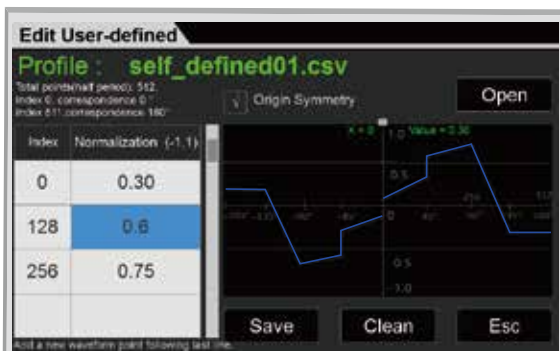 Edit User-defined
Profile : self_defined01.csv
Total points(half period): 512,
Index 0, correspondence 0°
Index 511,correspondence 180°
√ Origin Symmetry
Open
Index Normalization (-1,1)
0 0.30
128 0.6
256 0.75
X = 0 Value = 0.30
1.0
0.5
0
0.5
-1.0
Save Clean Esc
Add a new waveform point following last line.